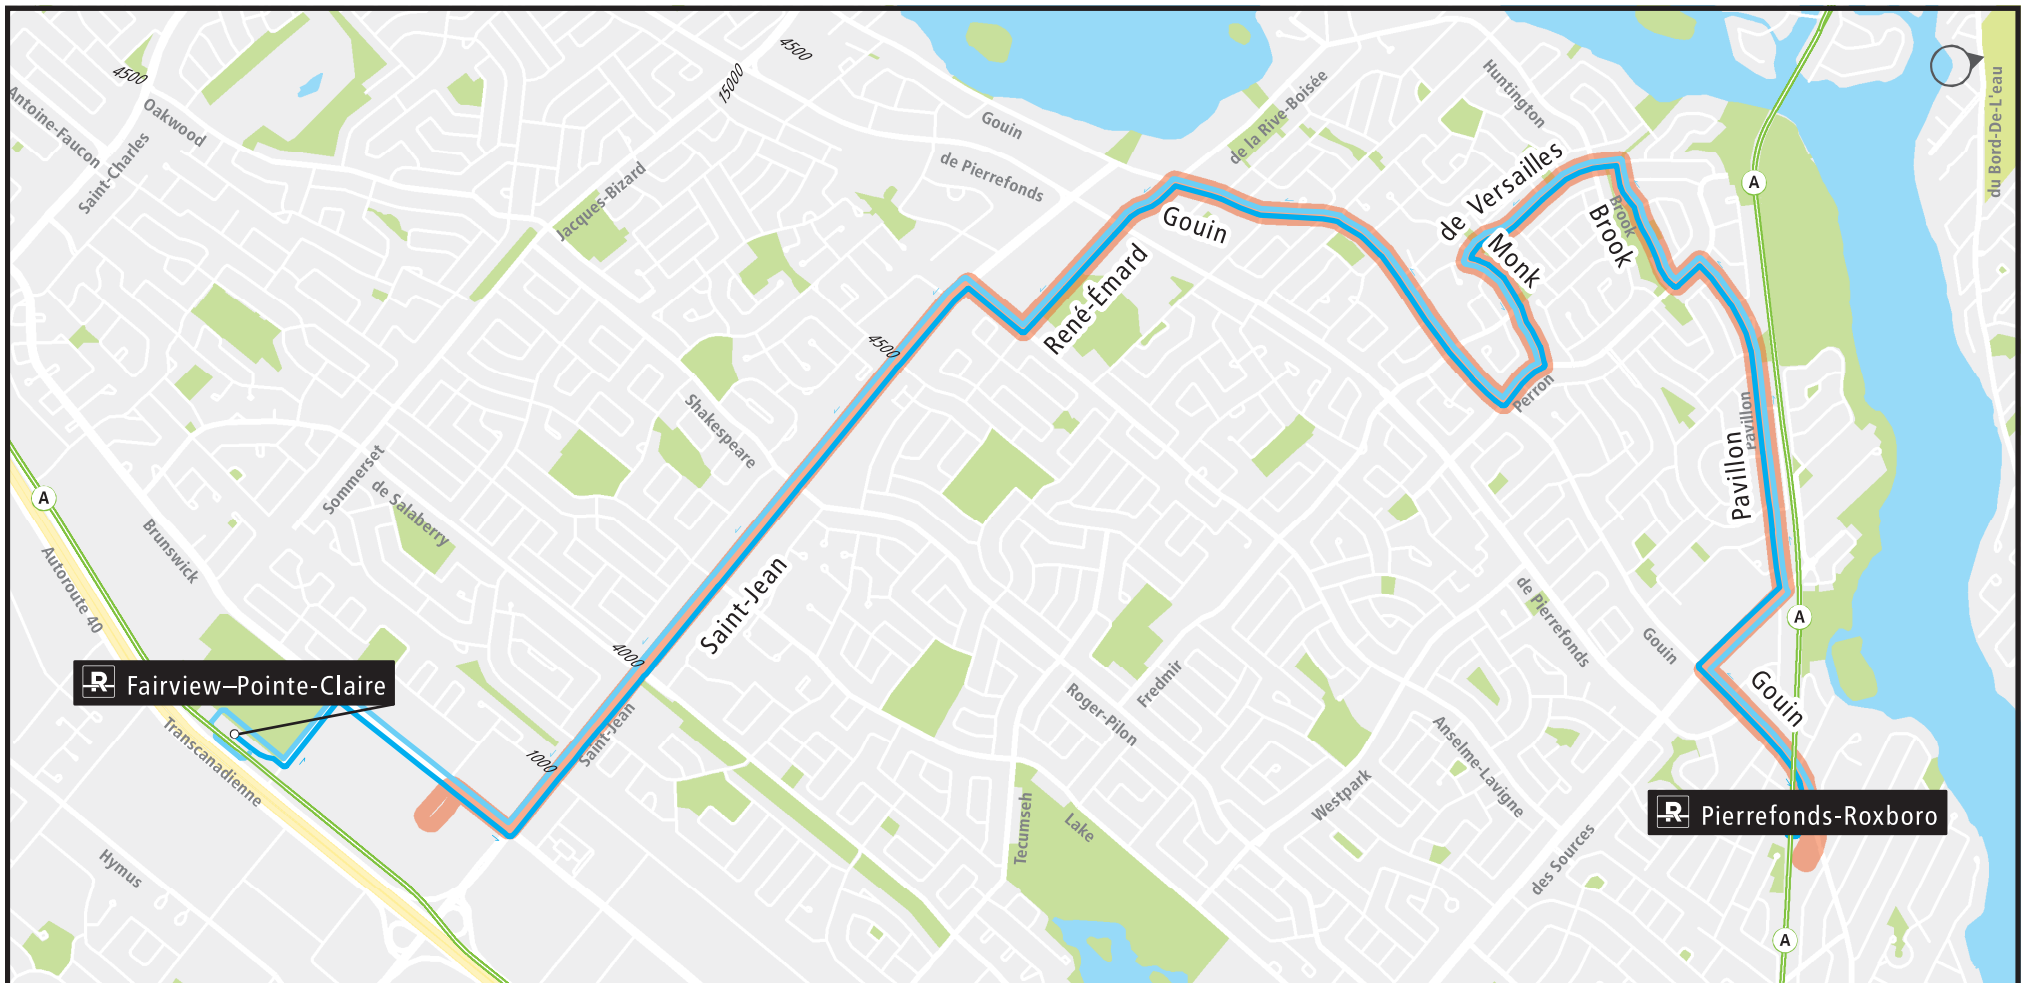 4500
4500
15000
Antoine-Faucon
Oakwood
Saint-Charles
Jacques-Bizard
Gouin
de Pierrefonds
de la Rive-Boisée
Huntington
du Bord-De-L'eau
A
de Versailles
Monk
Brook
Brook
Gouin
René-Émard
4500
Perron
Pavillon
Pavillon
Shakespeare
Sommerset
de Salaberry
A
Brunswick
Autoroute 40
Saint-Jean
4000
Saint-Jean
1000
de Pierrefonds
Gouin
A
Gouin
Fairview–Pointe-Claire
Transcanadienne
Fredmir
Roger-Pilon
Anselme-Lavigne
Westpark
Tecumseh
Lake
des Sources
R Pierrefonds-Roxboro
Hymus
A